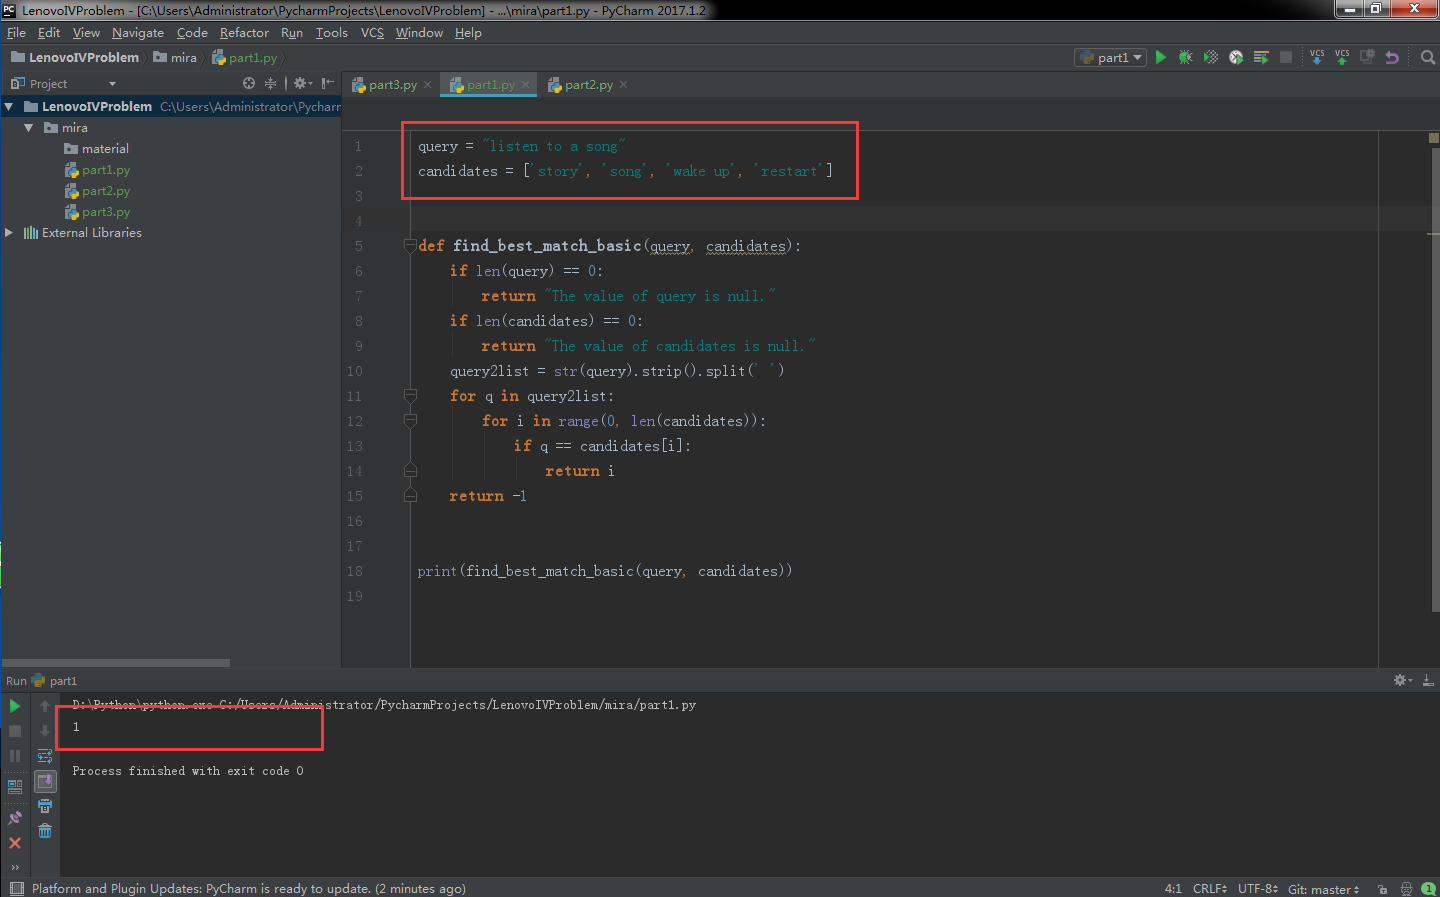 LenovoIVProblem - [C:\Users\Administrator\PycharmProjects\LenovoIVProblem] - ...\mira\part1.py - PyCharm 2017.1.2
File Edit View Navigate Code Refactor Run Tools VCS Window Help
LenovoIVProblem mira part1.py
part1
VCS VCS
Project
part3.py part1.py part2.py
LenovoIVProblem C:\Users\Administrator\Pycharm
mira
material
part1.py
part2.py
part3.py
External Libraries
1 query = "listen to a song"
2 candidates = ['story', 'song', 'wake up', 'restart']
3
4
5 def find_best_match_basic(query, candidates):
6 if len(query) == 0:
7 return "The value of query is null."
8 if len(candidates) == 0:
9 return "The value of candidates is null."
10 query2list = str(query).strip().split(' ')
11 for q in query2list:
12 for i in range(0, len(candidates)):
13 if q == candidates[i]:
14 return i
15 return -1
16
17
18 print(find_best_match_basic(query, candidates))
19
Run part1
D:\Python\python.exe C:/Users/Administrator/PycharmProjects/LenovoIVProblem/mira/part1.py
1
Process finished with exit code 0
Platform and Plugin Updates: PyCharm is ready to update. (2 minutes ago)
4:1 CRLF UTF-8 Git: master 1